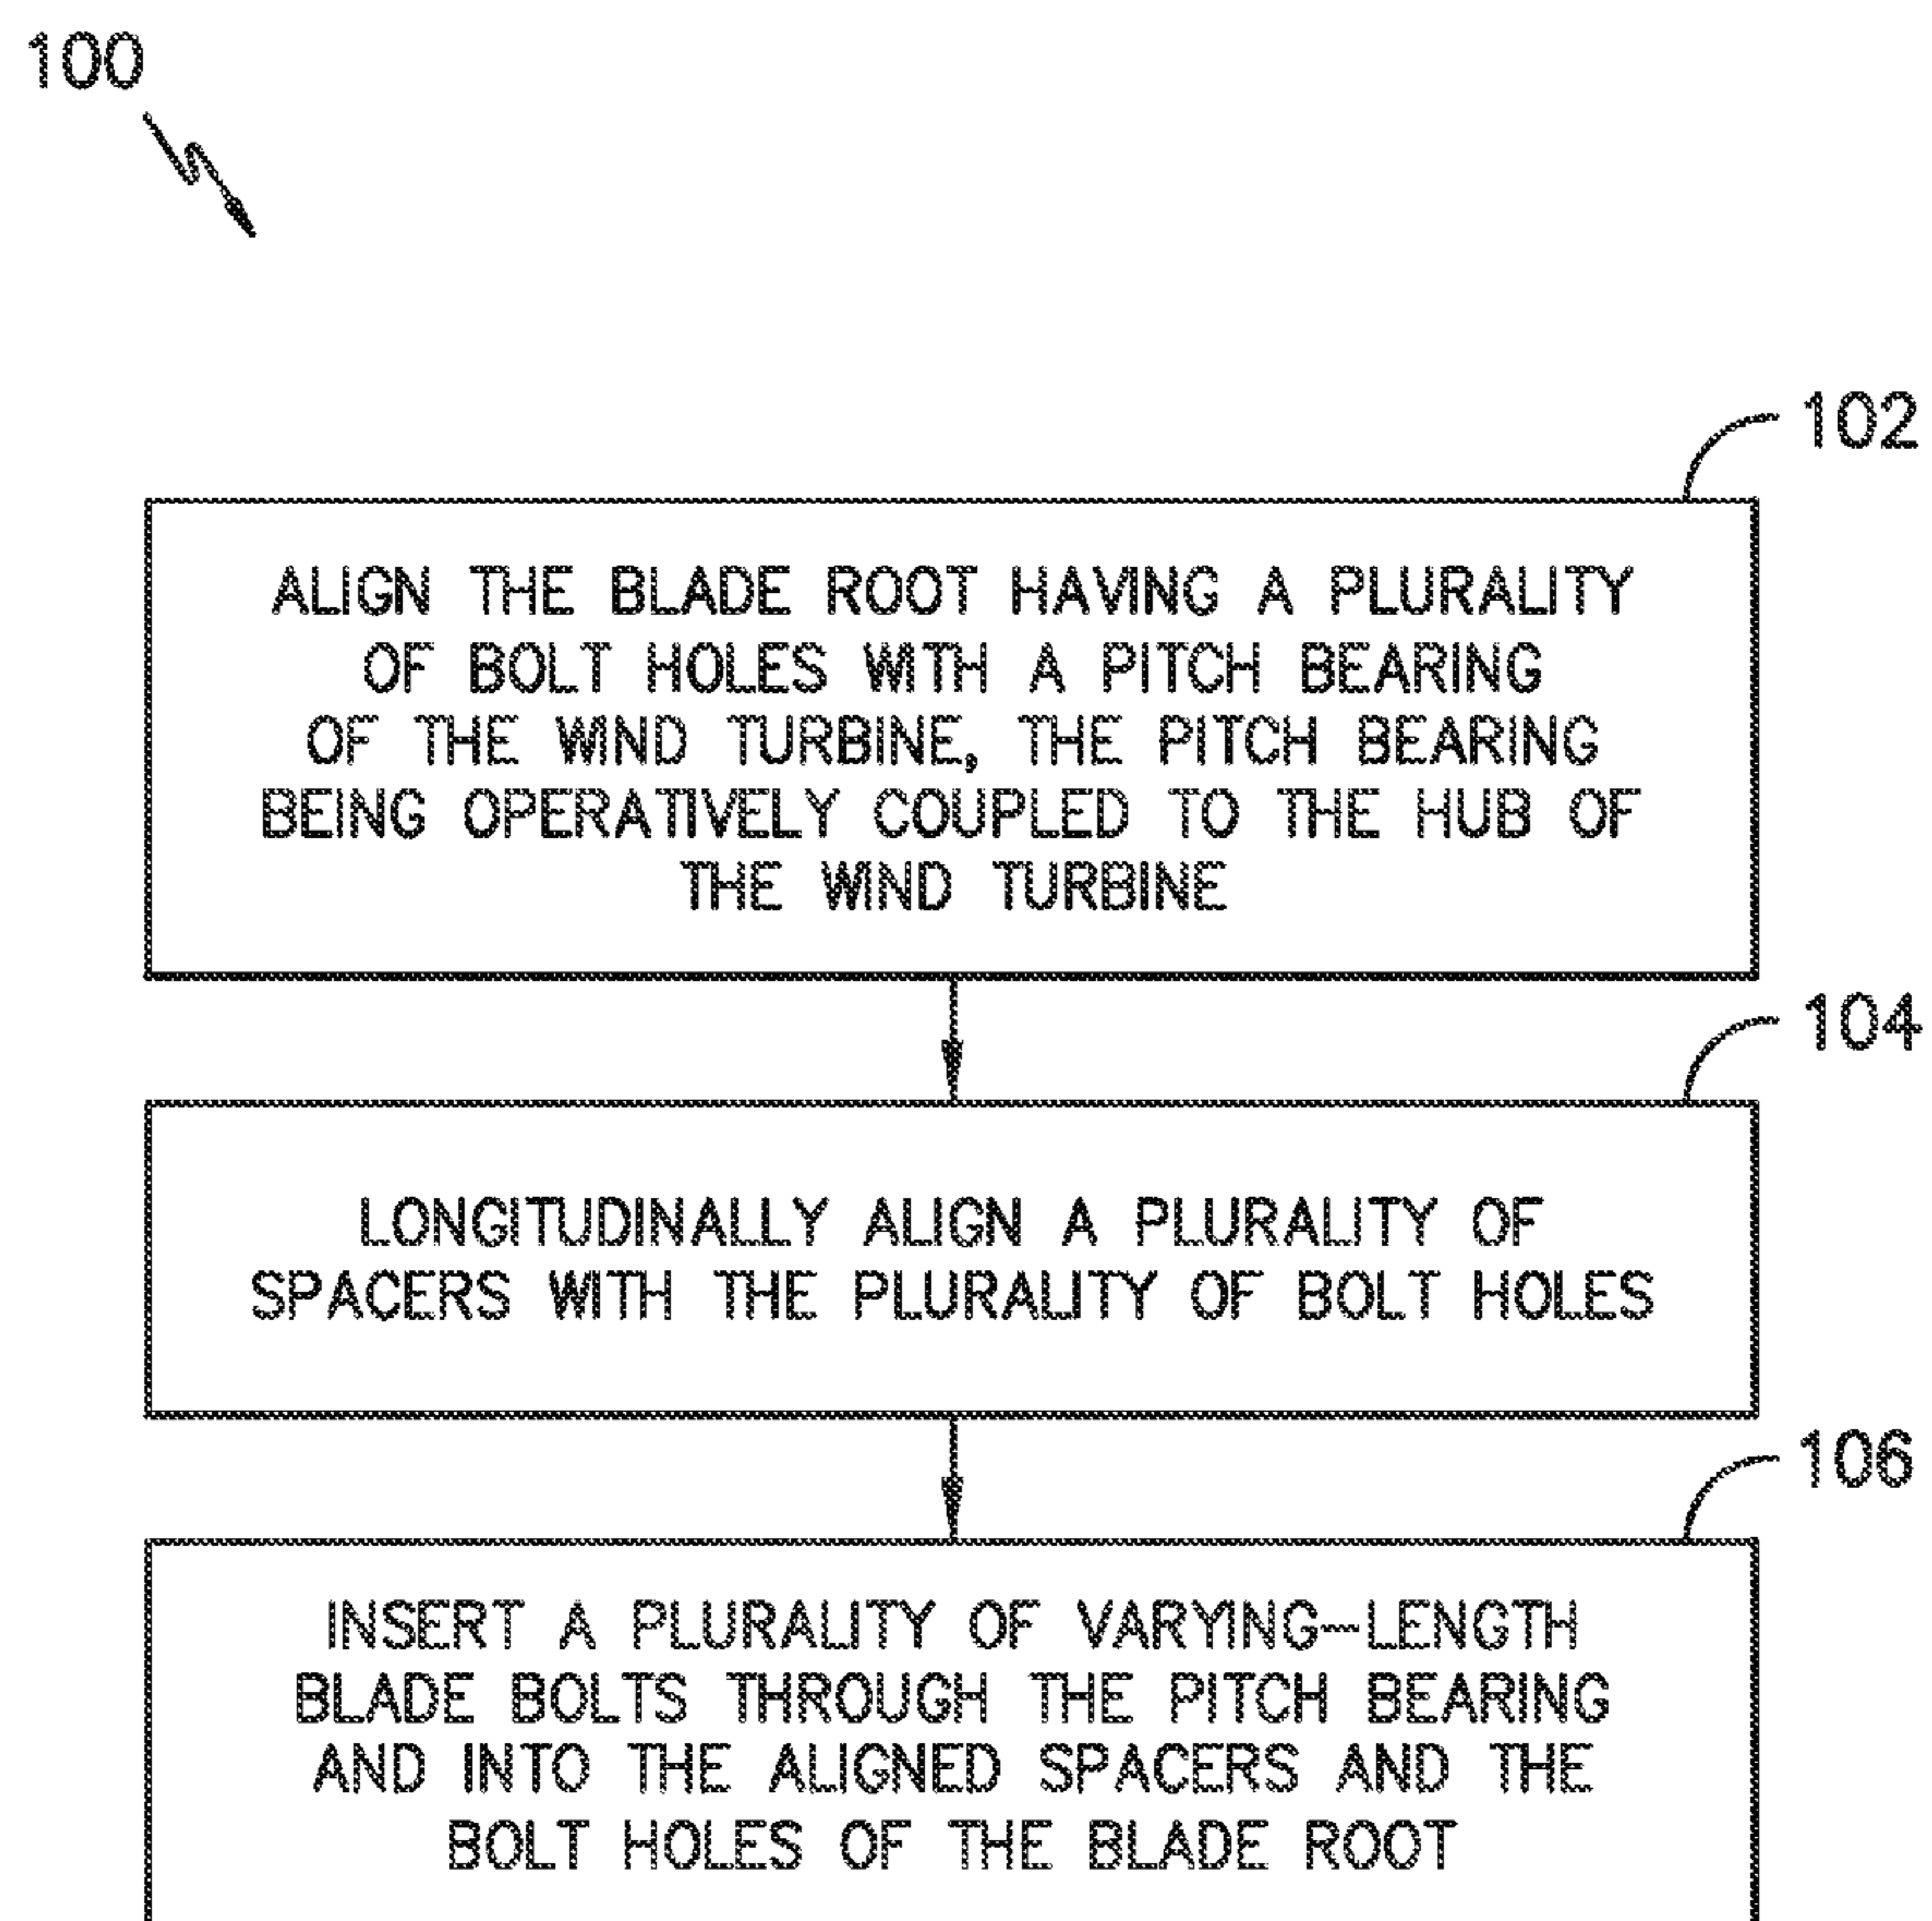 100
102
ALIGN THE BLADE ROOT HAVING A PLURALITY
OF BOLT HOLES WITH A PITCH BEARING
OF THE WIND TURBINE, THE PITCH BEARING
BEING OPERATIVELY COUPLED TO THE HUB OF
THE WIND TURBINE
104
LONGITUDINALLY ALIGN A PLURALITY OF
SPACERS WITH THE PLURALITY OF BOLT HOLES
106
INSERT A PLURALITY OF VARYING-LENGTH
BLADE BOLTS THROUGH THE PITCH BEARING
AND INTO THE ALIGNED SPACERS AND THE
BOLT HOLES OF THE BLADE ROOT